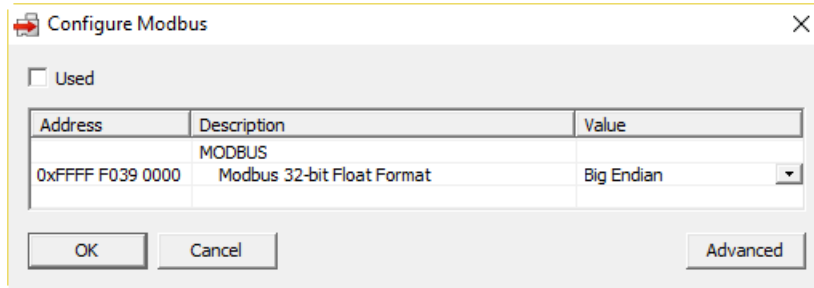 Configure Modbus
Used
Address Description Value
MODBUS
0xFFFF F039 0000 Modbus 32-bit Float Format Big Endian
OK Cancel Advanced